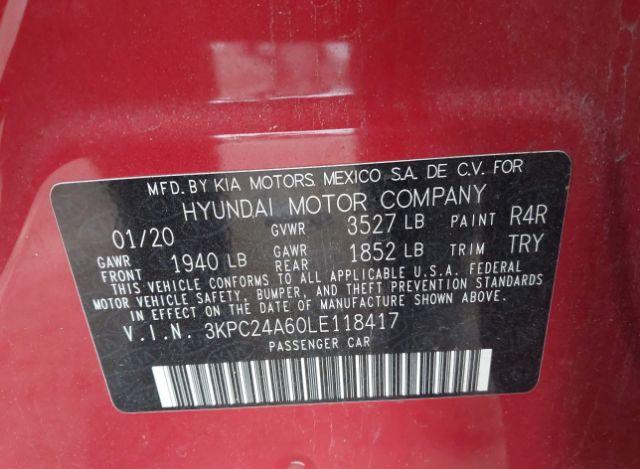 MFD. BY KIA MOTORS MEXICO S.A. DE C.V. FOR
HYUNDAI MOTOR COMPANY
01/20 GVWR 3527 LB PAINT R4R
GAWR FRONT 1940 LB GAWR REAR 1852 LB TRIM TRY
THIS VEHICLE CONFORMS TO ALL APPLICABLE U.S.A. FEDERAL
MOTOR VEHICLE SAFETY, BUMPER, AND THEFT PREVENTION STANDARDS
IN EFFECT ON THE DATE OF MANUFACTURE SHOWN ABOVE.
V.I.N. 3KPC24A60LE118417
PASSENGER CAR